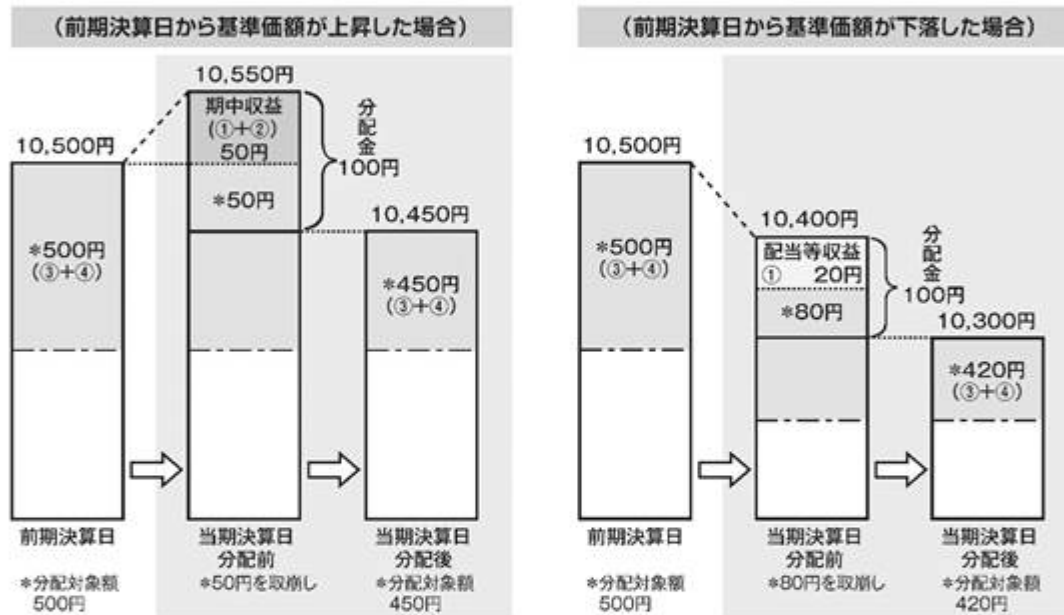 (前期決算日から基準価額が上昇した場合)
10,550円
期中収益
(①+②)
50円
*50円
分配金
100円
10,500円
*500円
(③+④)
10,450円
*450円
(③+④)
前期決算日
当期決算日
分配前
当期決算日
分配後
*分配対象額
500円
*50円を取崩し
*分配対象額
450円
(前期決算日から基準価額が下落した場合)
10,500円
*500円
(③+④)
10,400円
配当等収益
① 20円
*80円
分配金
100円
10,300円
*420円
(③+④)
前期決算日
当期決算日
分配前
当期決算日
分配後
*分配対象額
500円
*80円を取崩し
*分配対象額
420円